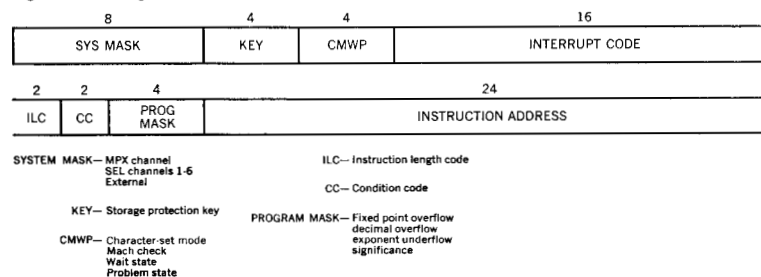 8 4 4 16
SYS MASK KEY CMWP INTERRUPT CODE
2 2 4 24
ILC CC PROG MASK INSTRUCTION ADDRESS
SYSTEM MASK— MPX channel
SEL channels 1-6
External
KEY— Storage protection key
CMWP— Character-set mode
Mach check
Wait state
Problem state
ILC— Instruction length code
CC— Condition code
PROGRAM MASK— Fixed point overflow
decimal overflow
exponent underflow
significance